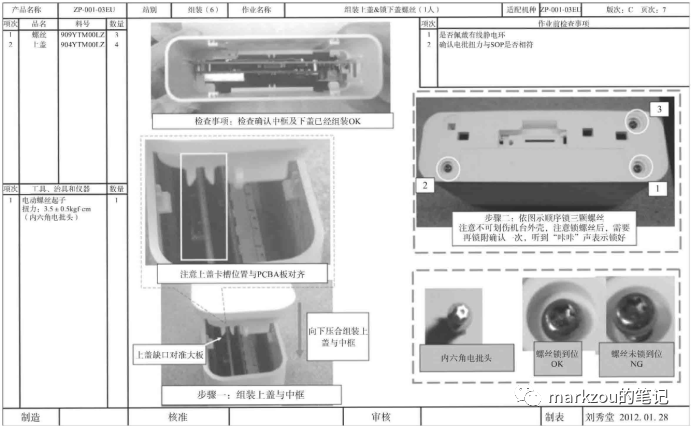 产品名称 ZP-001-03EU 站别 组装（6） 作业名称 组装上盖&锁下盖螺丝（1人） 适配机种 ZP-001-03EU 版次：C 页次：7
项次 品名 料号 数量
1 螺丝 909YTM00LZ 3
2 上盖 904YTM00LZ 4
项次 工具、治具和仪器 数量
1 电动螺丝起子 1
扭力：3.5±0.5kgf·cm
（内六角电批头）
检查事项：检查确认中框及下盖已经组装OK
注意上盖卡槽位置与PCBA板对齐
上盖缺口对准大板
向下压合组装上
盖与中框
步骤一：组装上盖与中框
项次 作业前检查事项
1 是否佩戴有线静电环
2 确认电批扭力与SOP是否相符
3
2
1
步骤二：依图示顺序锁三颗螺丝
注意不可划伤机台外壳，注意锁螺丝后，需要
再锁附确认一次，听到“咔咔”声表示锁好
内六角电批头
螺丝锁到位
OK
螺丝未锁到位
NG
markzou的笔记
制造 核准 审核 制表 刘秀堂 2012.01.28